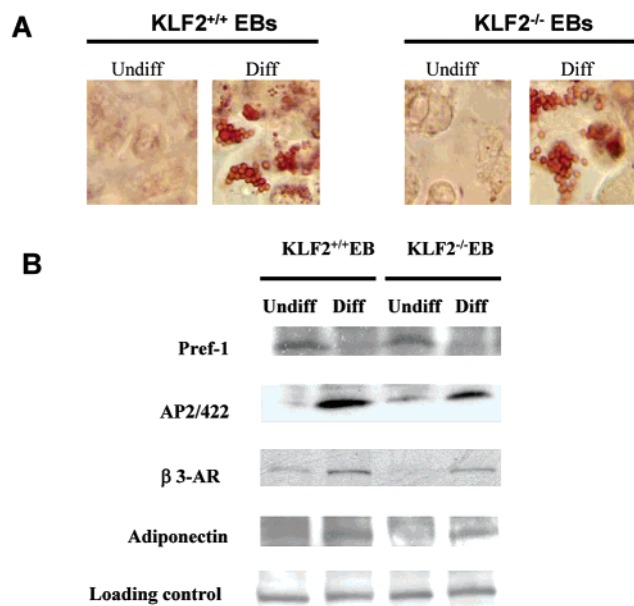 A
KLF2+/+ EBs
KLF2-/- EBs
Undiff Diff Undiff Diff
B
KLF2+/+EB KLF2-/-EB
Undiff Diff Undiff Diff
Pref-1
AP2/422
β 3-AR
Adiponectin
Loading control